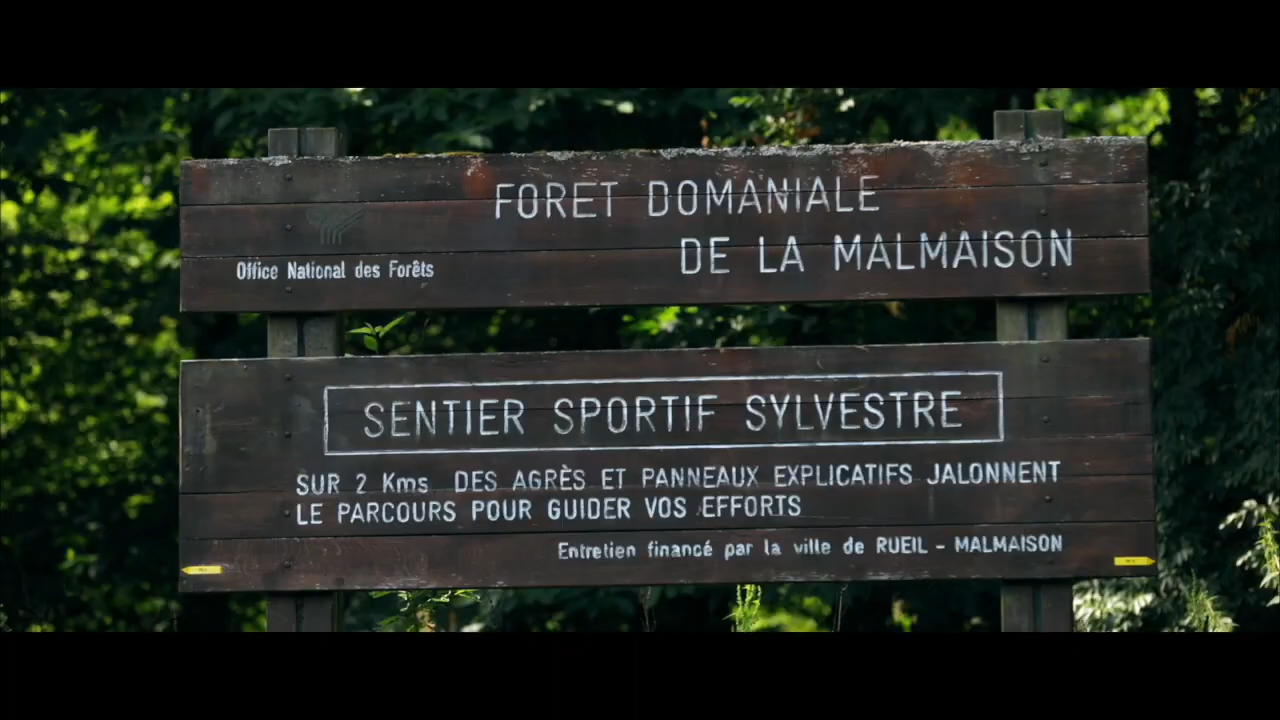 FORET DOMANIALE
DE LA MALMAISON
Office National des Forêts
SENTIER SPORTIF SYLVESTRE
SUR 2 Kms DES AGRÈS ET PANNEAUX EXPLICATIFS JALONNENT
LE PARCOURS POUR GUIDER VOS EFFORTS
Entretien financé par la ville de RUEIL - MALMAISON